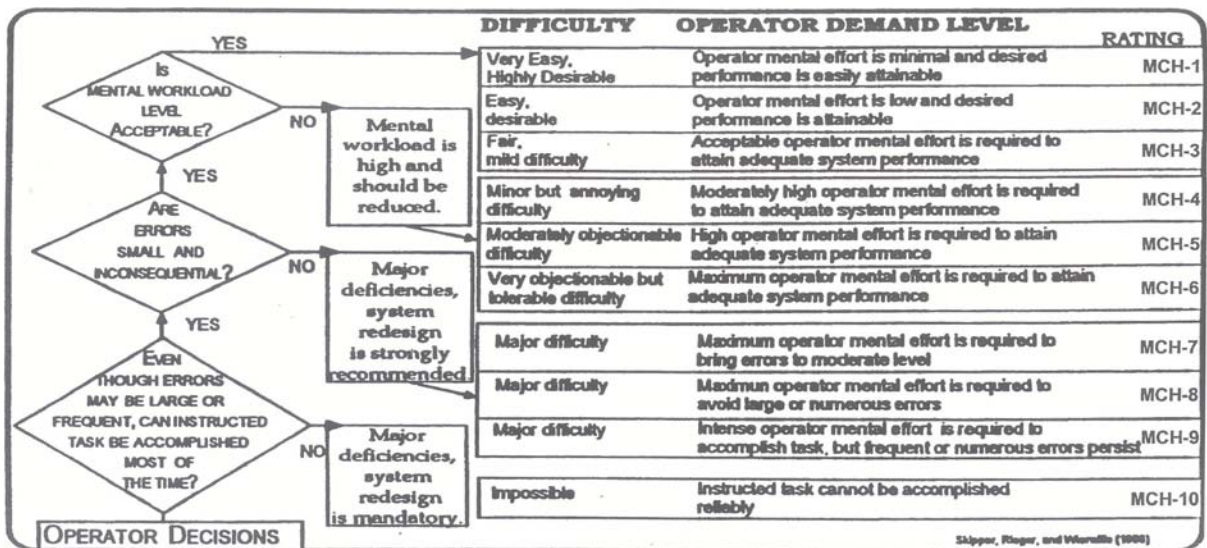 DIFFICULTY OPERATOR DEMAND LEVEL
RATING
YES
IS
MENTAL WORKLOAD
LEVEL
ACCEPTABLE?
NO
Mental
workload is
high and
should be
reduced.
Very Easy,
Highly Desirable
Operator mental effort is minimal and desired
performance is easily attainable
MCH-1
Easy,
desirable
Operator mental effort is low and desired
performance is attainable
MCH-2
Fair,
mild difficulty
Acceptable operator mental effort is required to
attain adequate system performance
MCH-3
YES
ARE
ERRORS
SMALL AND
INCONSEQUENTIAL?
NO
Major
deficiencies,
system
redesign
is strongly
recommended
Minor but annoying
difficulty
Moderately high operator mental effort is required
to attain adequate system performance
MCH-4
Moderately objectionable
difficulty
High operator mental effort is required to attain
adequate system performance
MCH-5
Very objectionable but
tolerable difficulty
Maximum operator mental effort is required to attain
adequate system performance
MCH-6
YES
EVEN
THOUGH ERRORS
MAY BE LARGE OR
FREQUENT, CAN INSTRUCTED
TASK BE ACCOMPLISHED
MOST OF
THE TIME?
NO
Major
deficiencies,
system
redesign
is mandatory.
Major difficulty
Maximum operator mental effort is required to
bring errors to moderate level
MCH-7
Major difficulty
Maximun operator mental effort is required to
avoid large or numerous errors
MCH-8
Major difficulty
Intense operator mental effort is required to
accomplish task, but frequent or numerous errors persist
MCH-9
Impossible
Instructed task cannot be accomplished
reliably
MCH-10
OPERATOR DECISIONS
Skipper, Rieger, and Wierwille